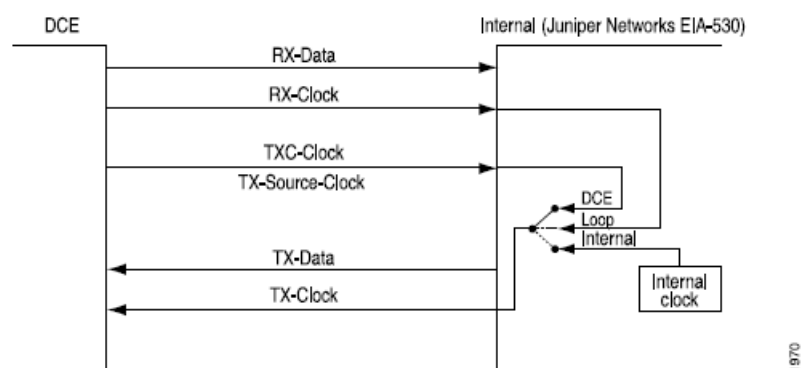 DCE
Internal (Juniper Networks EIA-530)
RX-Data
RX-Clock
TXC-Clock
TX-Source-Clock
DCE
Loop
Internal
TX-Data
TX-Clock
Internal
clock
970